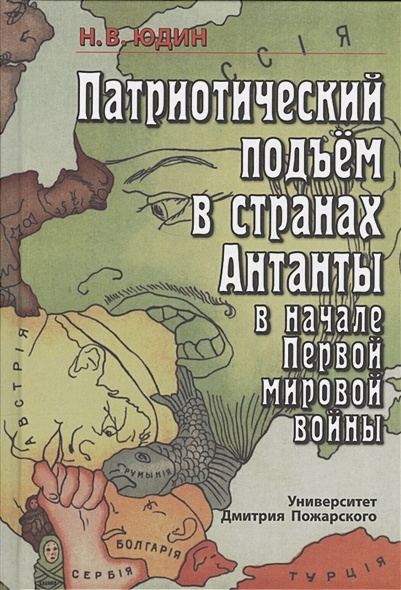 Н. В. ЮДИН
ССІЯ
Патриотический
подъём
в странах
Антанты
в начале
Первой
мировой
войны
АВСТРІЯ
РУМЫНІЯ
Университет
Дмитрия Пожарского
БОЛГАРІЯ
СЕРБІЯ
ТУРЦІЯ